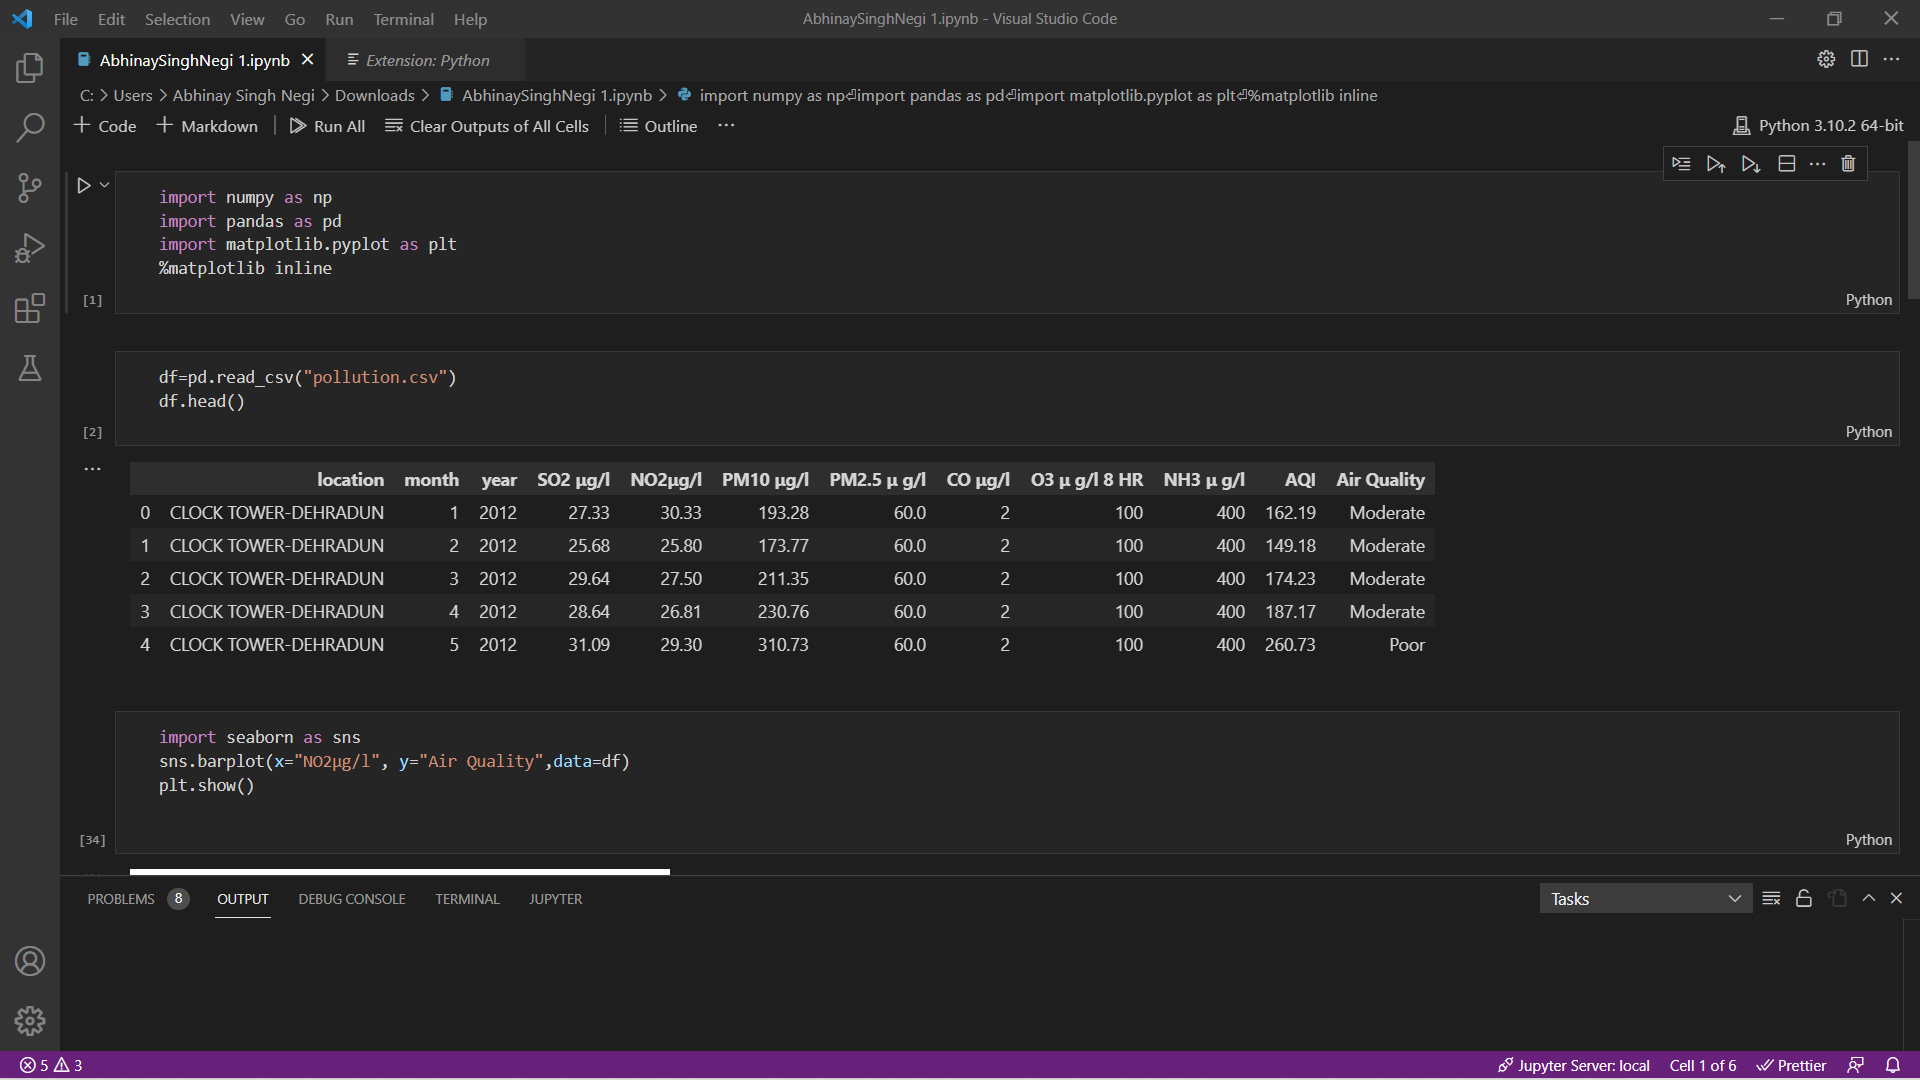 File Edit Selection View Go Run Terminal Help AbhinaySinghNegi 1.ipynb - Visual Studio Code
AbhinaySinghNegi 1.ipynb Extension: Python
C: > Users > Abhinay Singh Negi > Downloads > AbhinaySinghNegi 1.ipynb > import numpy as np⏎import pandas as pd⏎import matplotlib.pyplot as plt⏎%matplotlib inline
+ Code + Markdown | Run All Clear Outputs of All Cells | Outline ··· Python 3.10.2 64-bit
import numpy as np
import pandas as pd
import matplotlib.pyplot as plt
%matplotlib inline
[1] Python
df=pd.read_csv("pollution.csv")
df.head()
[2] Python
location month year SO2 µg/l NO2µg/l PM10 µg/l PM2.5 µ g/l CO µg/l O3 µ g/l 8 HR NH3 µ g/l AQI Air Quality
0 CLOCK TOWER-DEHRADUN 1 2012 27.33 30.33 193.28 60.0 2 100 400 162.19 Moderate
1 CLOCK TOWER-DEHRADUN 2 2012 25.68 25.80 173.77 60.0 2 100 400 149.18 Moderate
2 CLOCK TOWER-DEHRADUN 3 2012 29.64 27.50 211.35 60.0 2 100 400 174.23 Moderate
3 CLOCK TOWER-DEHRADUN 4 2012 28.64 26.81 230.76 60.0 2 100 400 187.17 Moderate
4 CLOCK TOWER-DEHRADUN 5 2012 31.09 29.30 310.73 60.0 2 100 400 260.73 Poor
import seaborn as sns
sns.barplot(x="NO2µg/l", y="Air Quality",data=df)
plt.show()
[34] Python
PROBLEMS 8 OUTPUT DEBUG CONSOLE TERMINAL JUPYTER Tasks
5 3 Jupyter Server: local Cell 1 of 6 Prettier